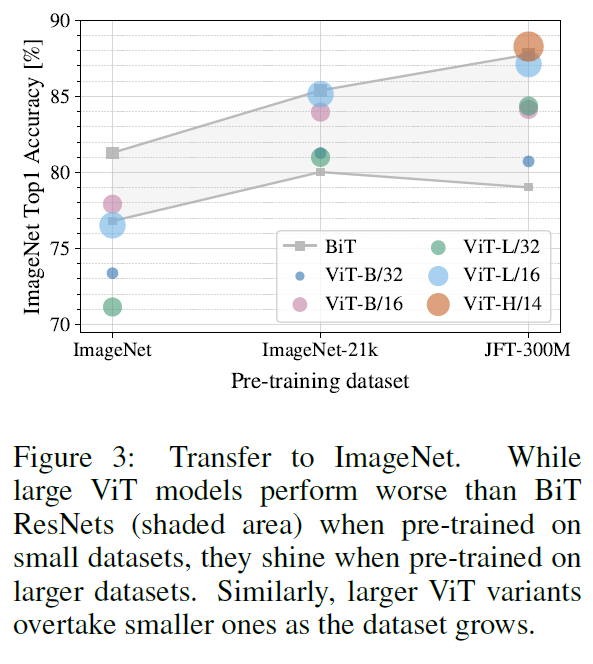 90
85
80
75
70
ImageNet Top1 Accuracy [%]
BiT
ViT-B/32
ViT-B/16
ViT-L/32
ViT-L/16
ViT-H/14
ImageNet
ImageNet-21k
JFT-300M
Pre-training dataset
Figure 3: Transfer to ImageNet. While
large ViT models perform worse than BiT
ResNets (shaded area) when pre-trained on
small datasets, they shine when pre-trained on
larger datasets. Similarly, larger ViT variants
overtake smaller ones as the dataset grows.